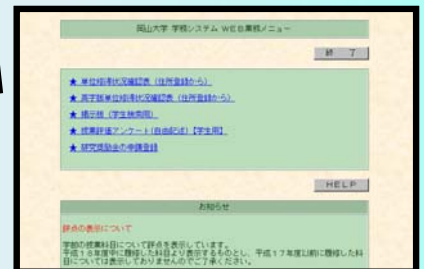 岡山大学 学務システム WEB業務メニュー
終 了
★ 単位修得状況確認表（住所登録から）
★ 英字版単位修得状況確認表（住所登録から）
★ 掲示板（学生検索用）
★ 授業評価アンケート(自由記述)【学生用】
★ 研究奨励金の申請登録
HELP
お知らせ
評点の表示について
学部の授業科目について評点を表示しています。
平成１８年度中に履修した科目より表示するものとし、平成１７年度以前に履修した科
目については表示しておりませんのでご了承ください。